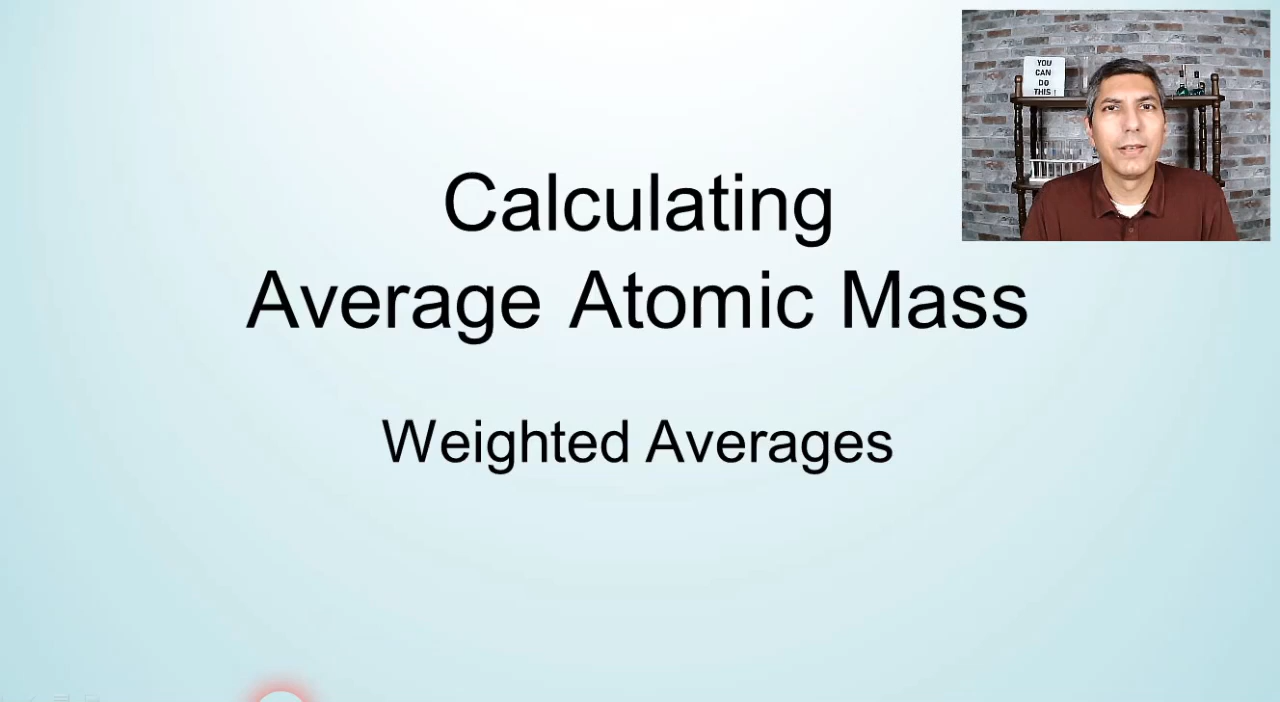 Calculating
Average Atomic Mass
Weighted Averages
YOU
CAN
DO
THIS !